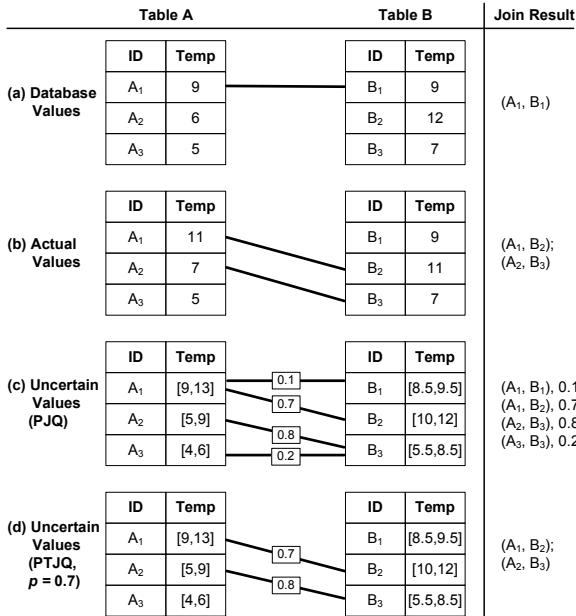 Table A Table B Join Result
ID Temp ID Temp
(a) Database Values
A₁ 9 B₁ 9
A₂ 6 B₂ 12
A₃ 5 B₃ 7
(A₁, B₁)
ID Temp ID Temp
(b) Actual Values
A₁ 11 B₁ 9
A₂ 7 B₂ 11
A₃ 5 B₃ 7
(A₁, B₂);
(A₂, B₃)
ID Temp ID Temp
(c) Uncertain Values (PJQ)
A₁ [9,13] 0.1 B₁ [8.5,9.5]
0.7
A₂ [5,9] B₂ [10,12]
0.8
A₃ [4,6] 0.2 B₃ [5.5,8.5]
(A₁, B₁), 0.1
(A₁, B₂), 0.7
(A₂, B₃), 0.8
(A₃, B₃), 0.2
ID Temp ID Temp
(d) Uncertain Values (PTJQ, p = 0.7)
A₁ [9,13] B₁ [8.5,9.5]
0.7
A₂ [5,9] B₂ [10,12]
0.8
A₃ [4,6] B₃ [5.5,8.5]
(A₁, B₂);
(A₂, B₃)